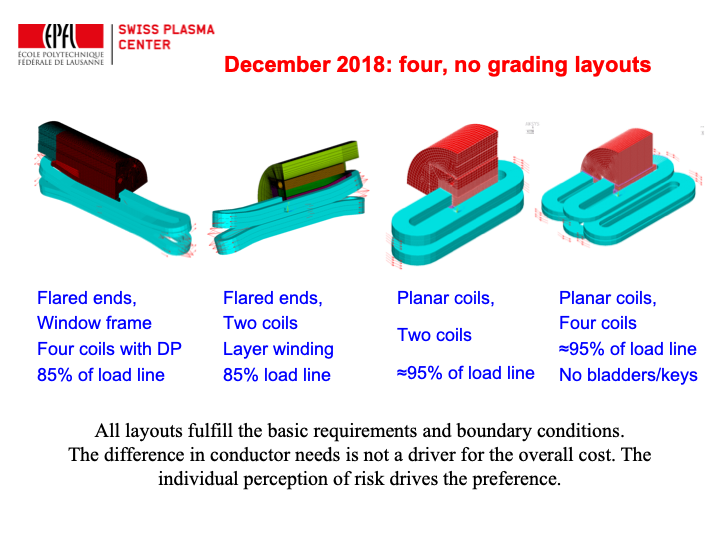 EPFL
ÉCOLE POLYTECHNIQUE
FÉDÉRALE DE LAUSANNE
SWISS PLASMA
CENTER
December 2018: four, no grading layouts
Flared ends,
Window frame
Four coils with DP
85% of load line
Flared ends,
Two coils
Layer winding
85% load line
Planar coils,
Two coils
≈95% of load line
Planar coils,
Four coils
≈95% of load line
No bladders/keys
All layouts fulfill the basic requirements and boundary conditions.
The difference in conductor needs is not a driver for the overall cost. The
individual perception of risk drives the preference.